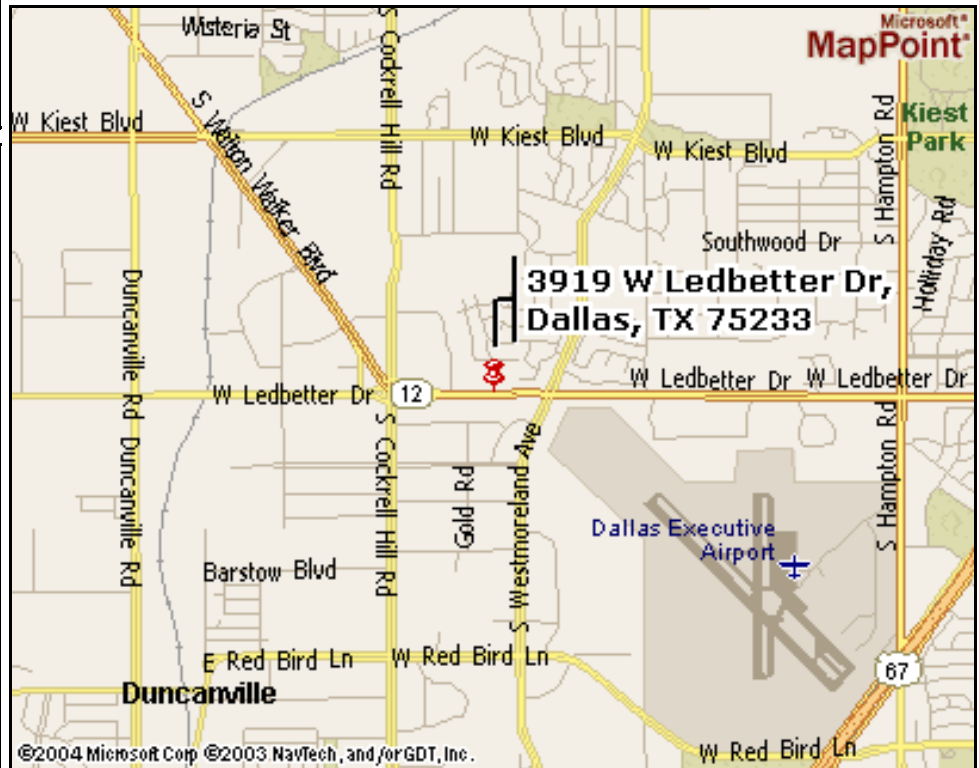 Wisteria St
Microsoft®
MapPoint®
S Cockrell Hill Rd
W Kiest Blvd
S Walton Walker Blvd
W Kiest Blvd
W Kiest Blvd
S Hampton Rd
Kiest
Park
Holliday Rd
Southwood Dr
3919 W Ledbetter Dr,
Dallas, TX 75233
Duncanville Rd
W Ledbetter Dr
12
W Ledbetter Dr
W Ledbetter Dr
Duncanville Rd
S Cockrell Hill Rd
Gold Rd
S Westmoreland Ave
S Hampton Rd
Dallas Executive
Airport
Barstow Blvd
E Red Bird Ln
W Red Bird Ln
67
Duncanville
W Red Bird Ln
©2004 Microsoft Corp ©2003 NavTech, and/or GDT, Inc.